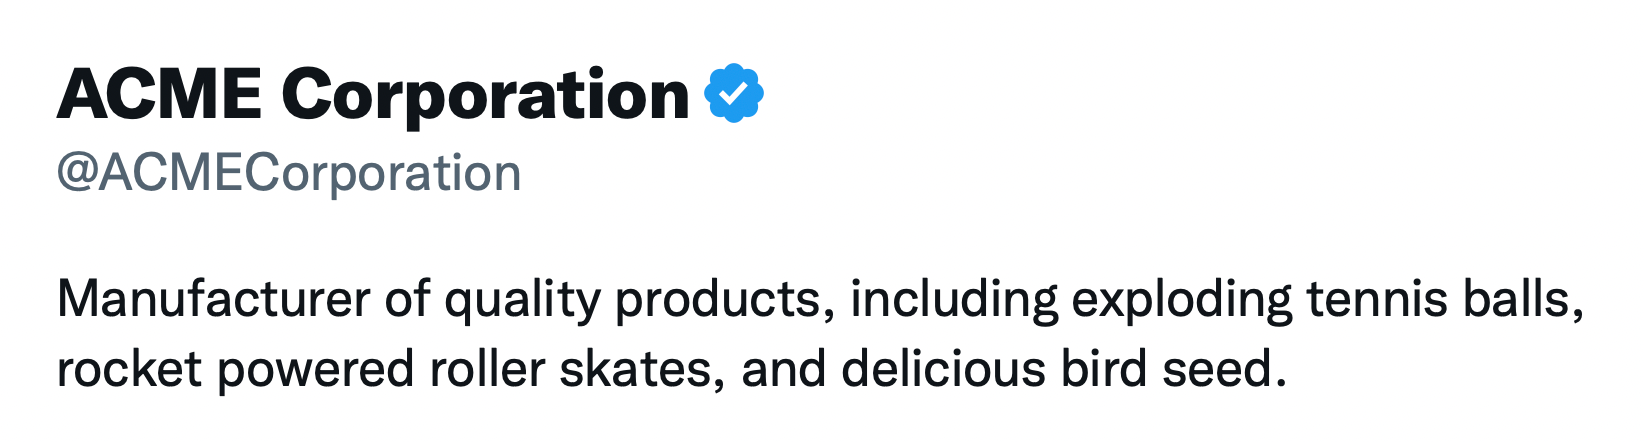 ACME Corporation
@ACMECorporation
Manufacturer of quality products, including exploding tennis balls,
rocket powered roller skates, and delicious bird seed.